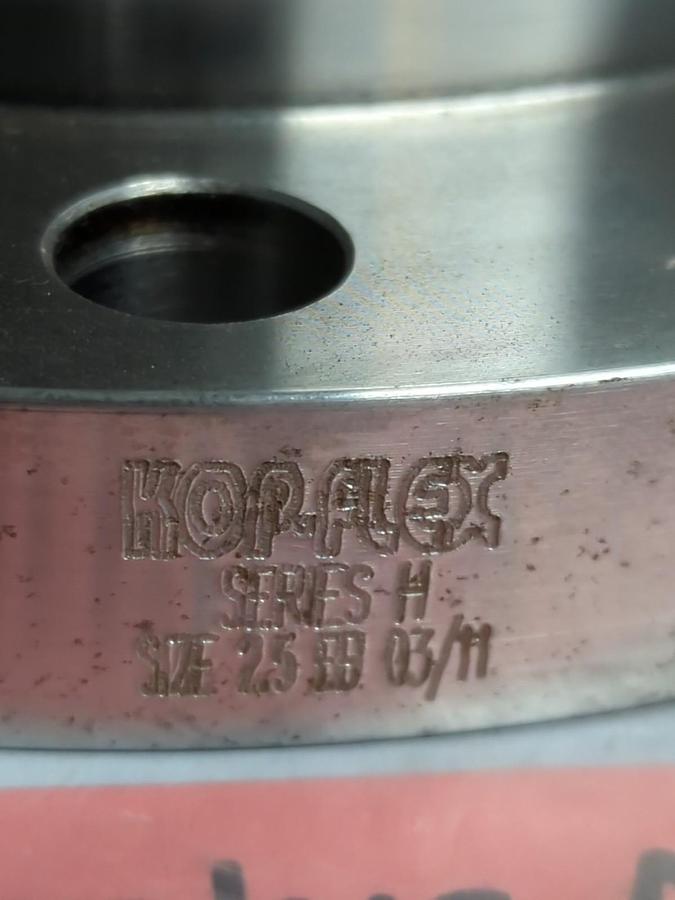 KOP-FLEX
SERIES H
SIZE 2.5 EB 03/11